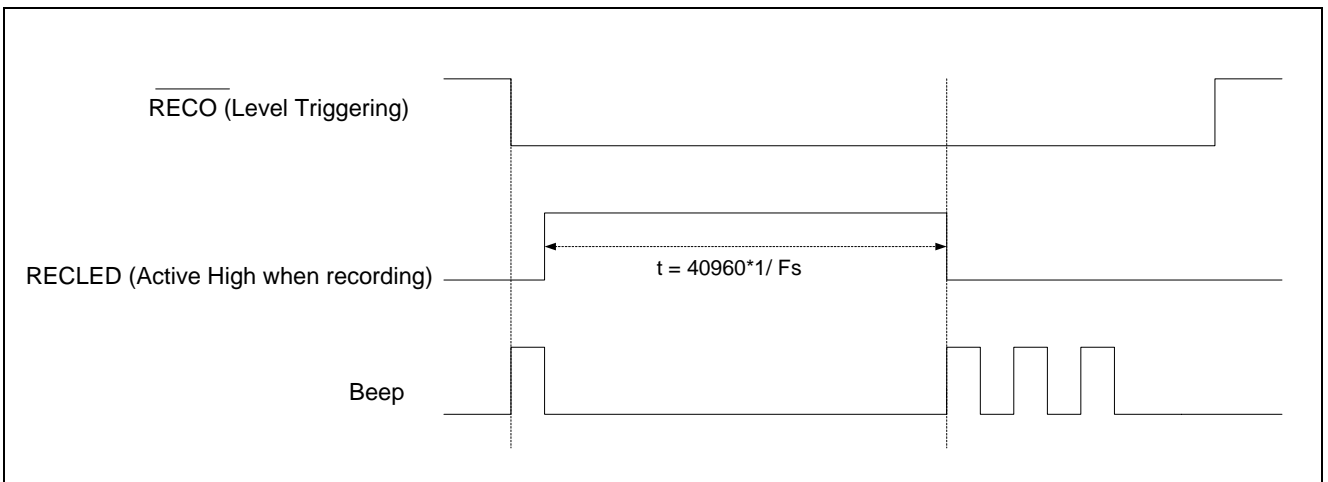 RECO (Level Triggering)
RECLED (Active High when recording)
t = 40960*1/ Fs
Beep